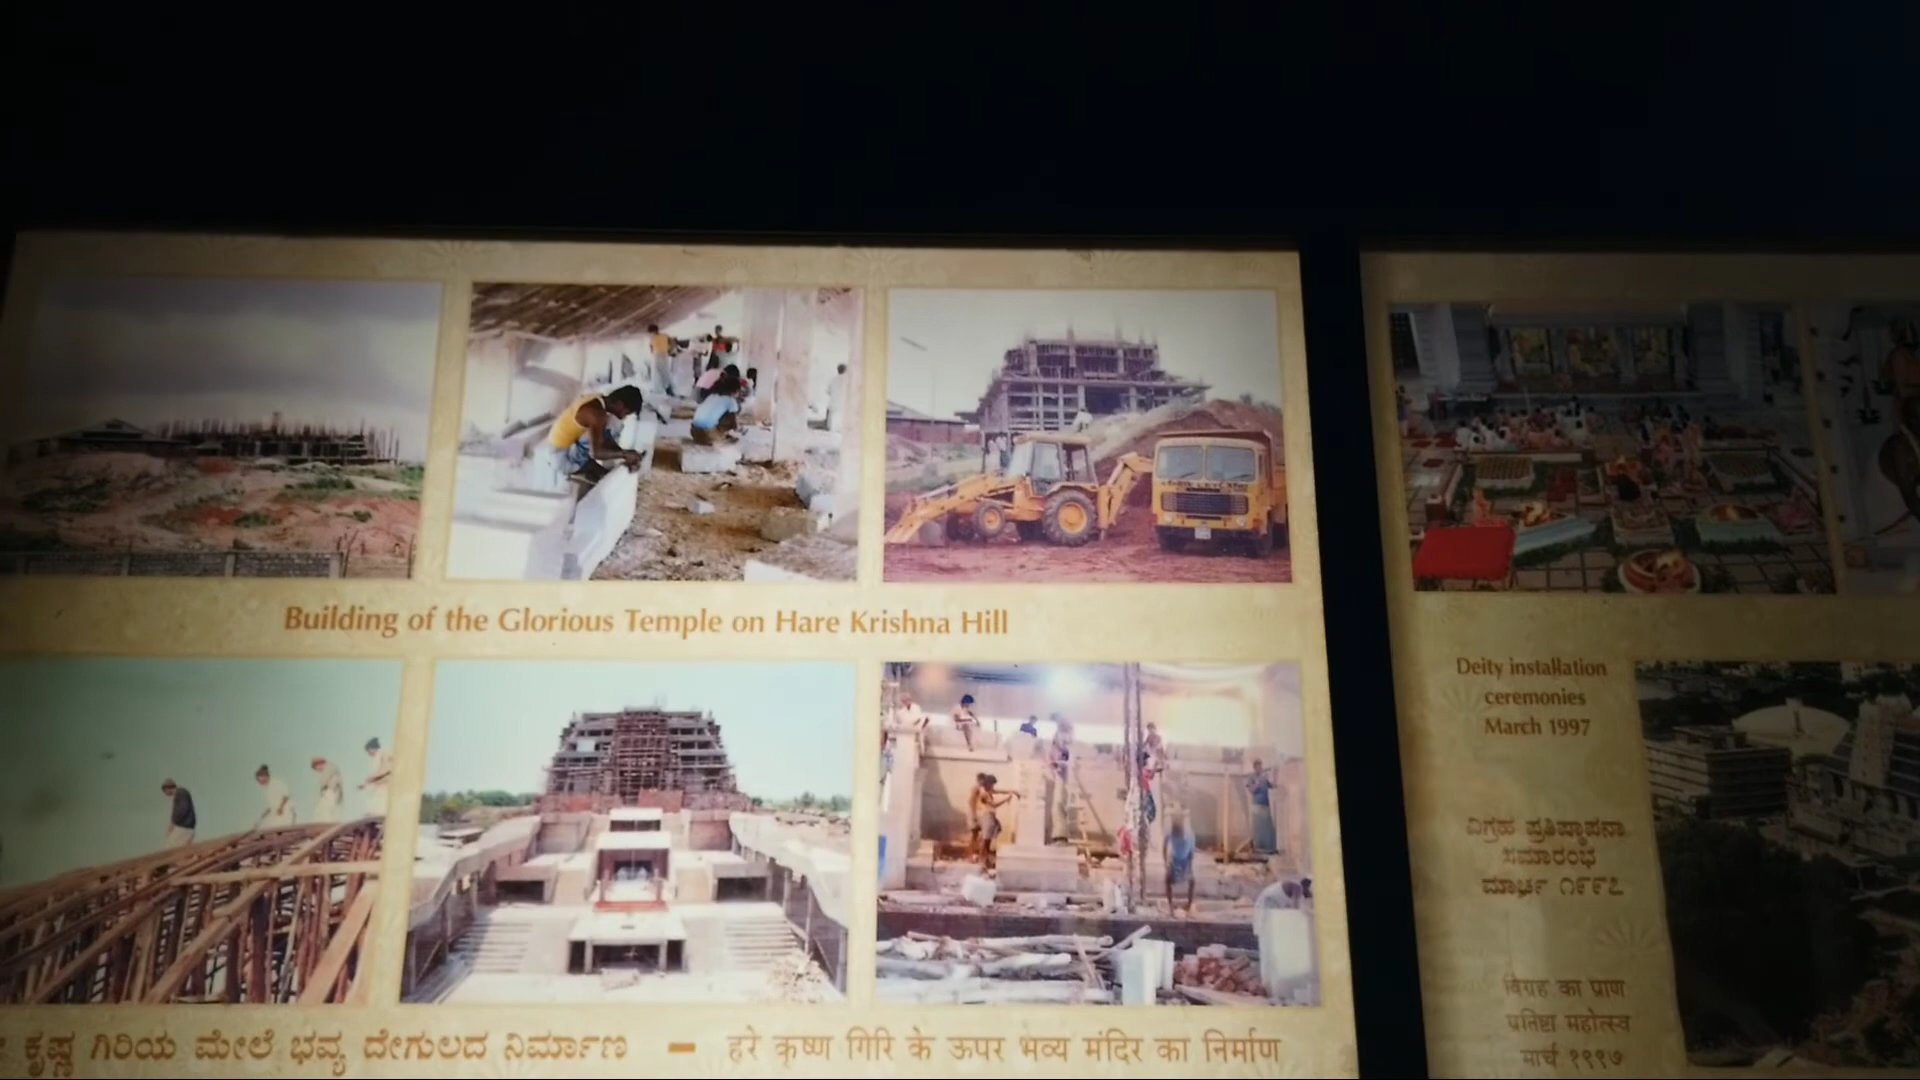 Building of the Glorious Temple on Hare Krishna Hill
ಕೃಷ್ಣ ಗಿರಿಯ ಮೇಲೆ ಭವ್ಯ ದೇಗುಲದ ನಿರ್ಮಾಣ – हरे कृष्ण गिरि के ऊपर भव्य मंदिर का निर्माण
Deity installation
ceremonies
March 1997
ವಿಗ್ರಹ ಪ್ರತಿಷ್ಠಾಪನಾ
ಸಮಾರಂಭ
ಮಾರ್ಚ್ ೧೯೯೭
विग्रह का प्राण
प्रतिष्ठा महोत्सव
मार्च १९९७